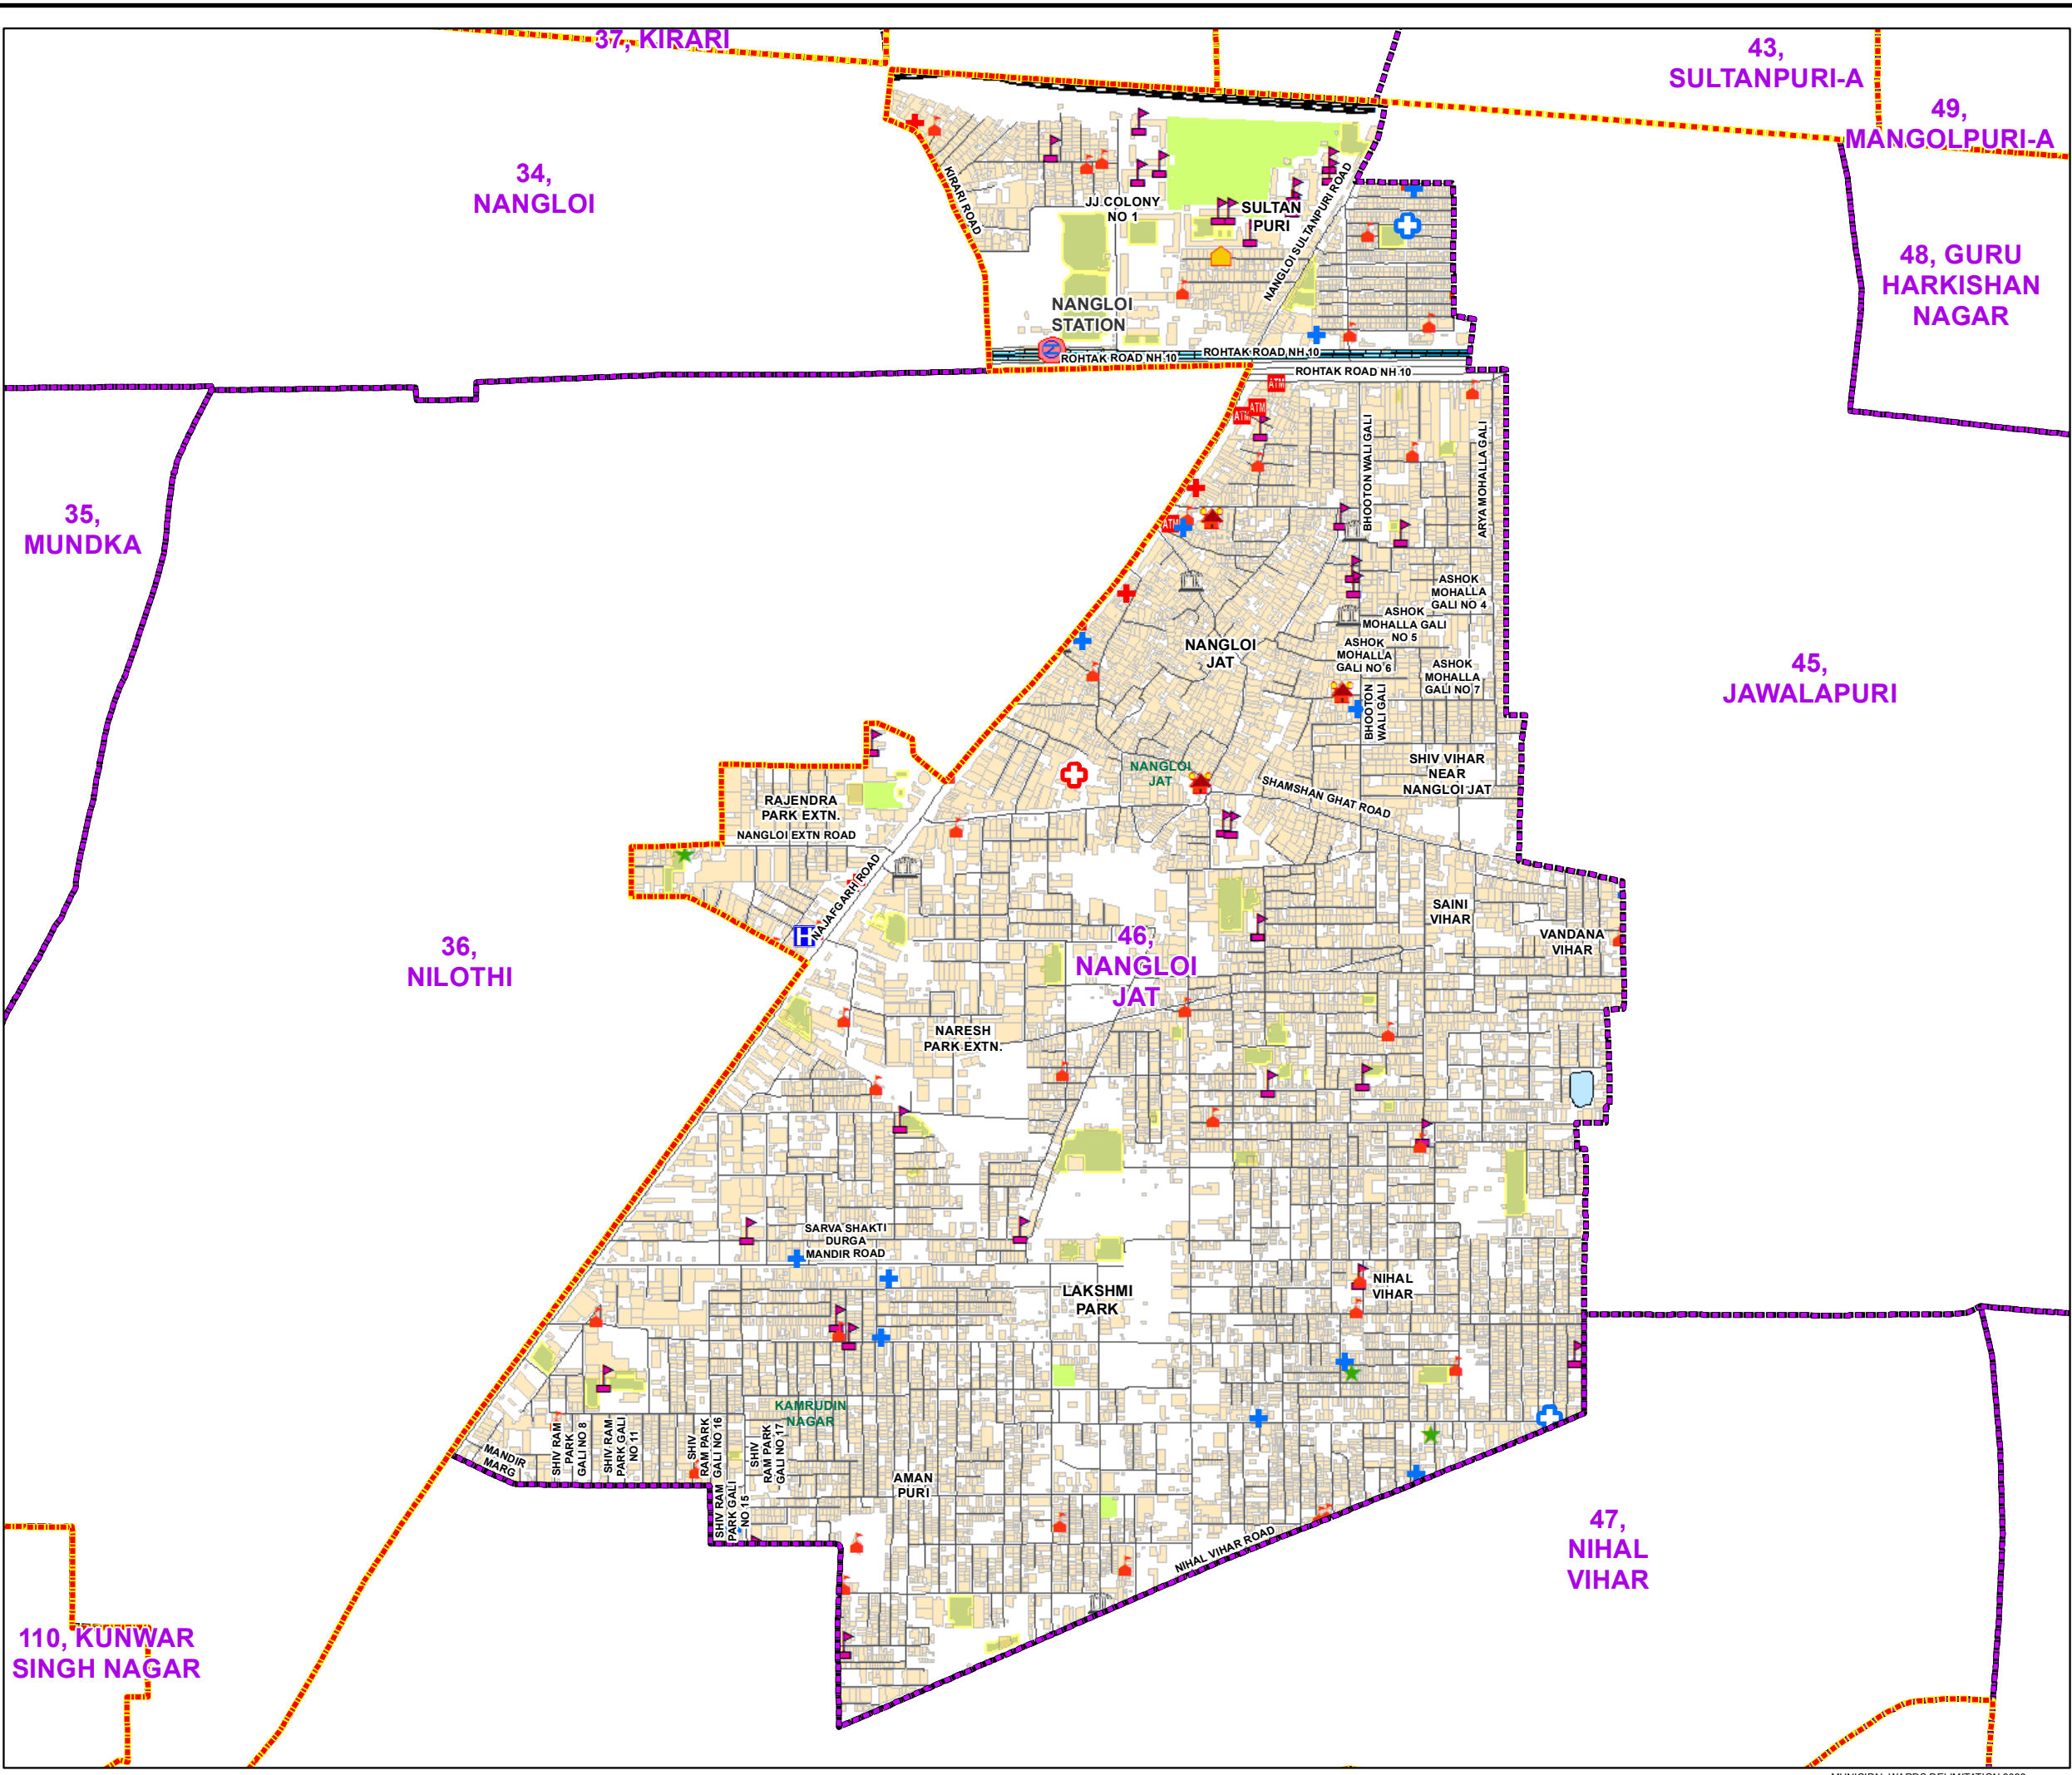 37, KIRARI
43,
SULTANPURI-A
49,
MANGOLPURI-A
34,
NANGLOI
48, GURU
HARKISHAN
NAGAR
KIRARI ROAD
JJ COLONY
NO 1
SULTAN
PURI
NANGLOI SULTANPURI ROAD
NANGLOI
STATION
ROHTAK ROAD NH 10
ROHTAK ROAD NH 10
ROHTAK ROAD NH 10
ATM
ATM
ATM
ATM
BHOOTON WALI GALI
ARYA MOHALLA GALI
35,
MUNDKA
ASHOK
MOHALLA
GALI NO 4
ASHOK
MOHALLA GALI
NO 5
ASHOK
MOHALLA
GALI NO 6
ASHOK
MOHALLA
GALI NO 7
NANGLOI
JAT
BHOOTON
WALI GALI
45,
JAWALAPURI
NANGLOI
JAT
SHIV VIHAR
NEAR
NANGLOI JAT
SHAMSHAN GHAT ROAD
RAJENDRA
PARK EXTN.
NANGLOI EXTN ROAD
NAJAFGARH ROAD
H
SAINI
VIHAR
VANDANA
VIHAR
36,
NILOTHI
46,
NANGLOI
JAT
NARESH
PARK EXTN.
SARVA SHAKTI
DURGA
MANDIR ROAD
LAKSHMI
PARK
NIHAL
VIHAR
KAMRUDIN
NAGAR
MANDIR
MARG
SHIV RAM
PARK
GALI NO 8
SHIV RAM
PARK GALI
NO 11
SHIV
RAM PARK
GALI NO 16
SHIV
RAM PARK
GALI NO 17
SHIV RAM
PARK GALI
NO 15
AMAN
PURI
NIHAL VIHAR ROAD
47,
NIHAL
VIHAR
110, KUNWAR
SINGH NAGAR